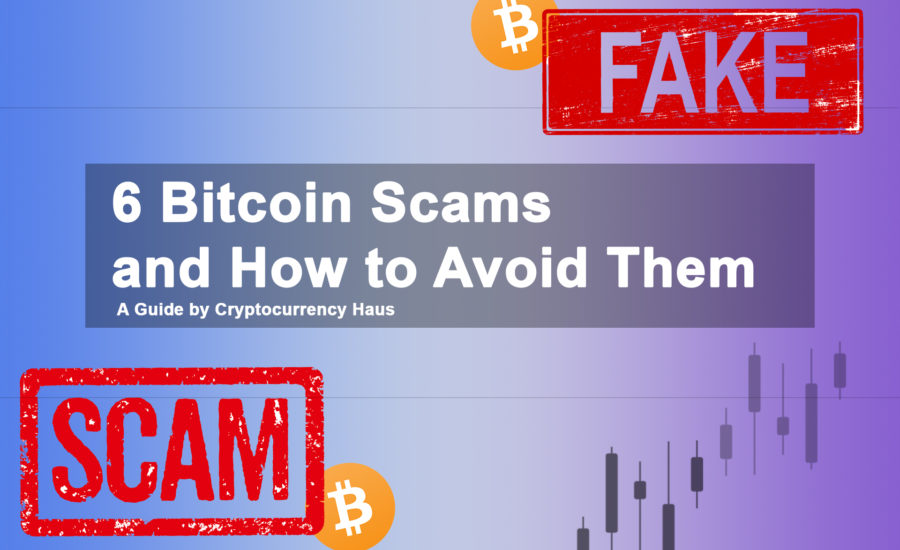 FAKE
6 Bitcoin Scams
and How to Avoid Them
A Guide by Cryptocurrency Haus
SCAM